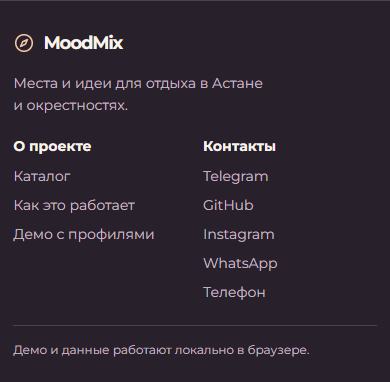 MoodMix
Места и идеи для отдыха в Астане
и окрестностях.
О проекте
Каталог
Как это работает
Демо с профилями
Контакты
Telegram
GitHub
Instagram
WhatsApp
Телефон
Демо и данные работают локально в браузере.